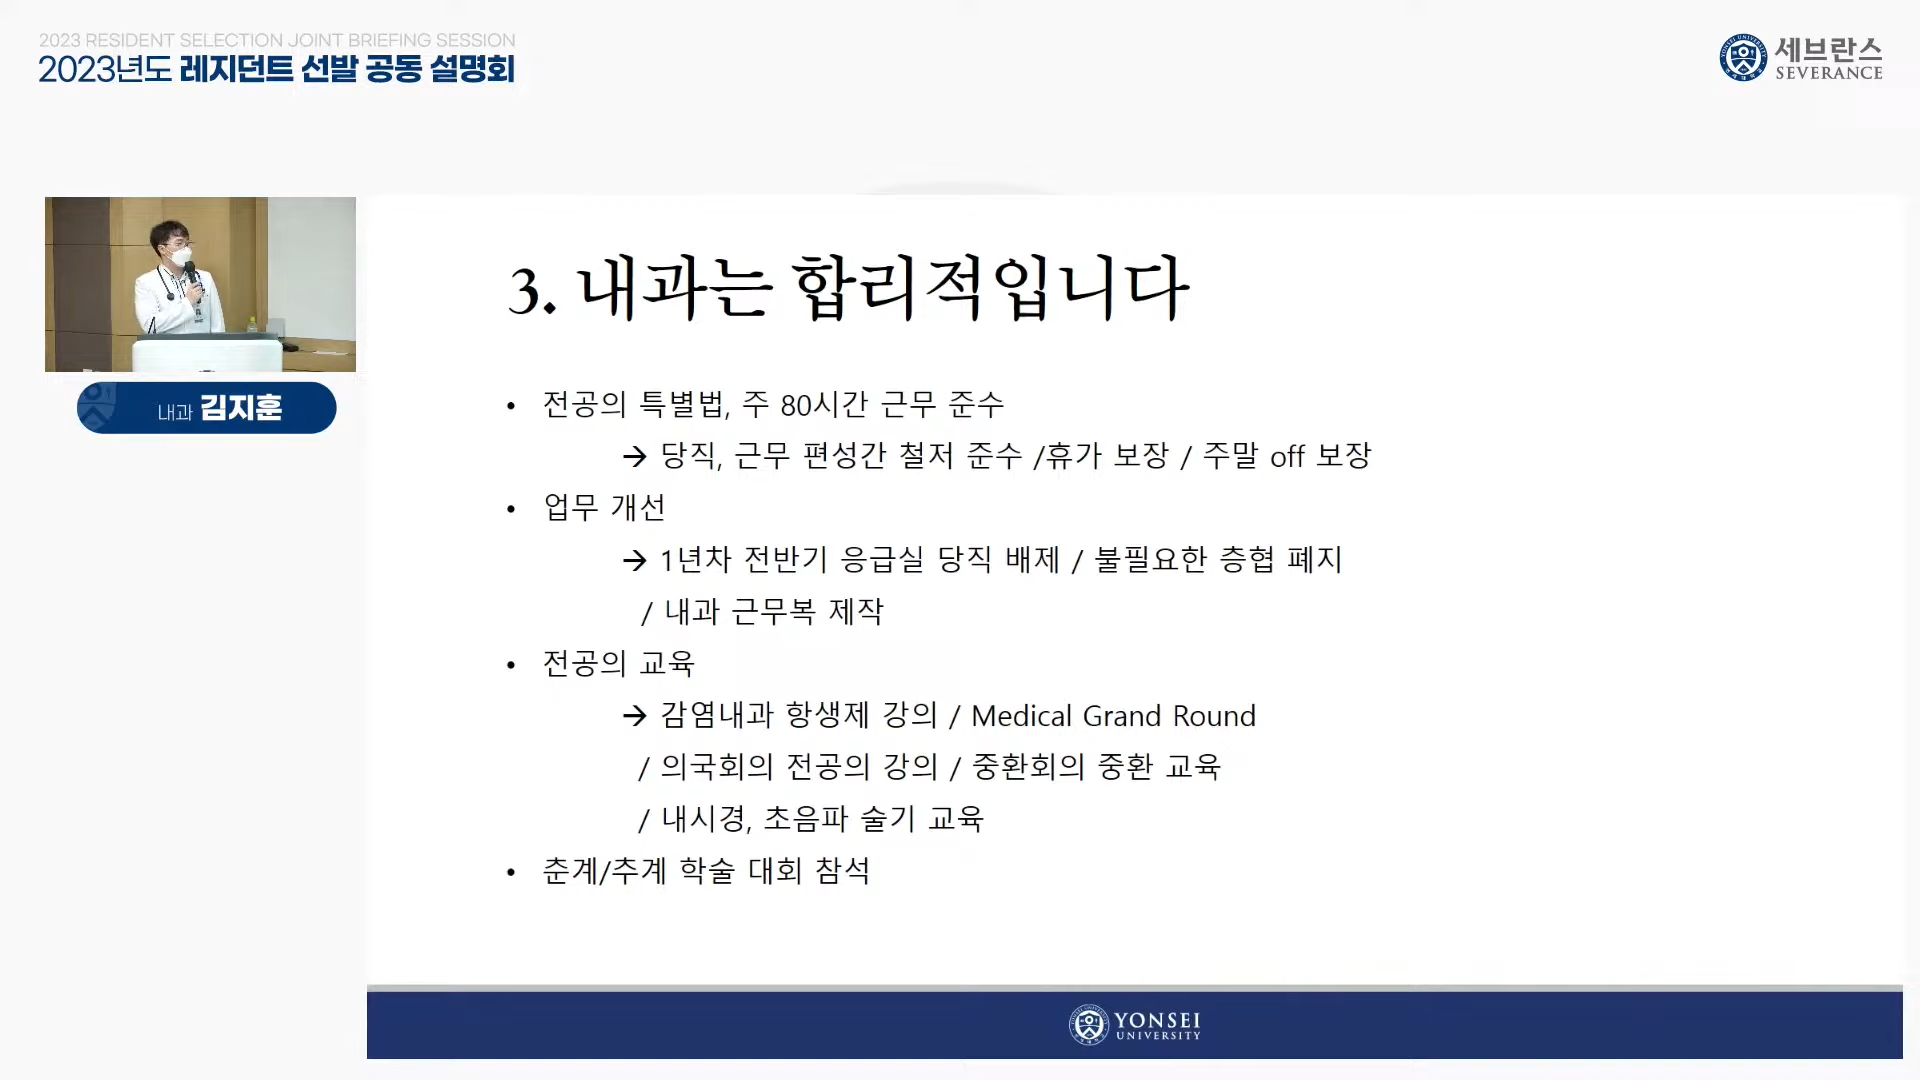 2023 RESIDENT SELECTION JOINT BRIEFING SESSION
2023년도 레지던트 선발 공동 설명회
세브란스
SEVERANCE
내과 김지훈
3. 내과는 합리적입니다
• 전공의 특별법, 주 80시간 근무 준수
→ 당직, 근무 편성간 철저 준수 /휴가 보장 / 주말 off 보장
• 업무 개선
→ 1년차 전반기 응급실 당직 배제 / 불필요한 층협 폐지
/ 내과 근무복 제작
• 전공의 교육
→ 감염내과 항생제 강의 / Medical Grand Round
/ 의국회의 전공의 강의 / 중환회의 중환 교육
/ 내시경, 초음파 술기 교육
• 춘계/추계 학술 대회 참석
YONSEI
UNIVERSITY